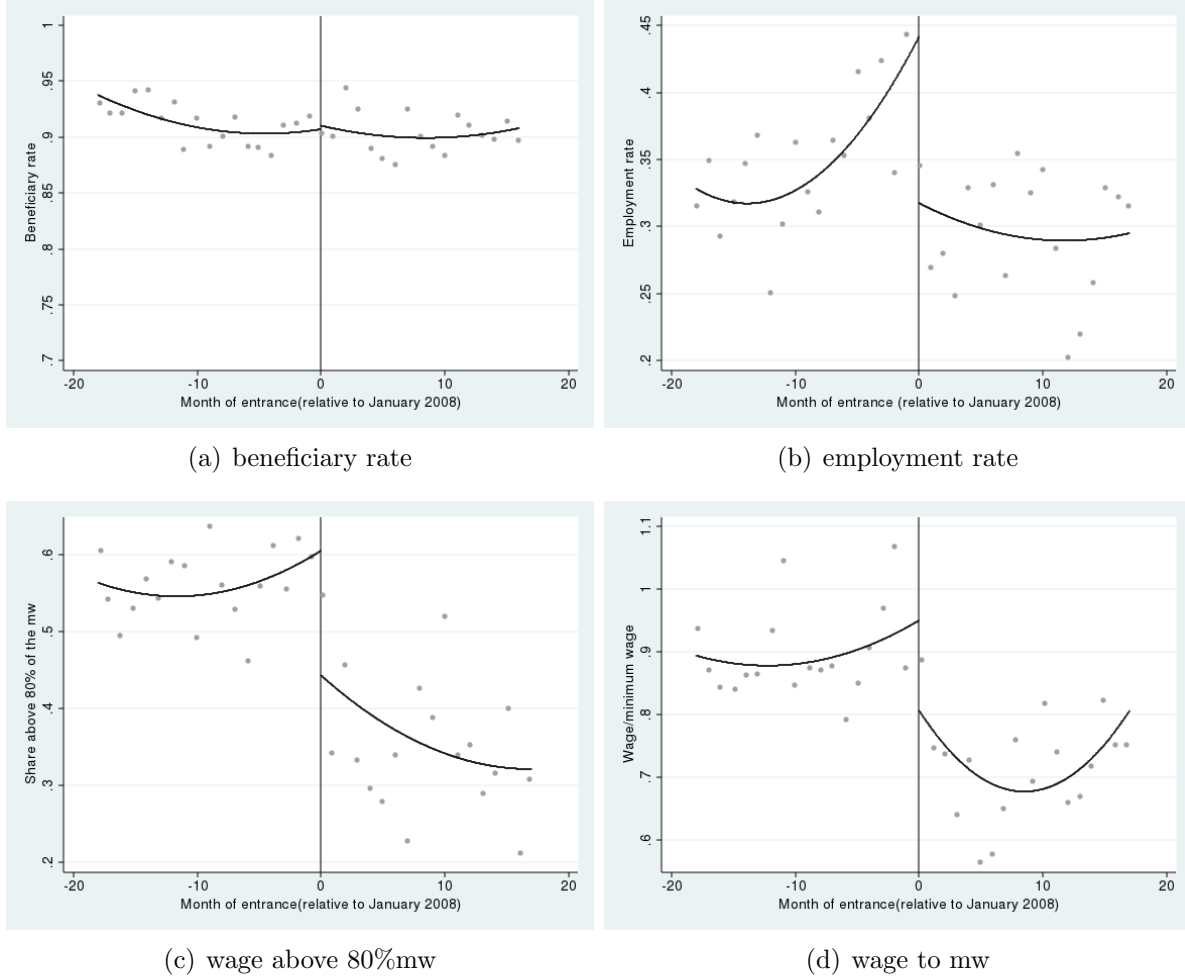 1
.95
.9
.85
.8
.75
.7
Beneficiary rate
-20 -10 0 10 20
Month of entrance(relative to January 2008)
(a) beneficiary rate
.45
.4
.35
.3
.25
.2
Employment rate
-20 -10 0 10 20
Month of entrance (relative to January 2008)
(b) employment rate
.6
.5
.4
.3
.2
Share above 80% of the mw
-20 -10 0 10 20
Month of entrance(relative to January 2008)
(c) wage above 80%mw
1.1
1
.9
.8
.7
.6
Wage/minimum wage
-20 -10 0 10 20
Month of entrance(relative to January 2008)
(d) wage to mw